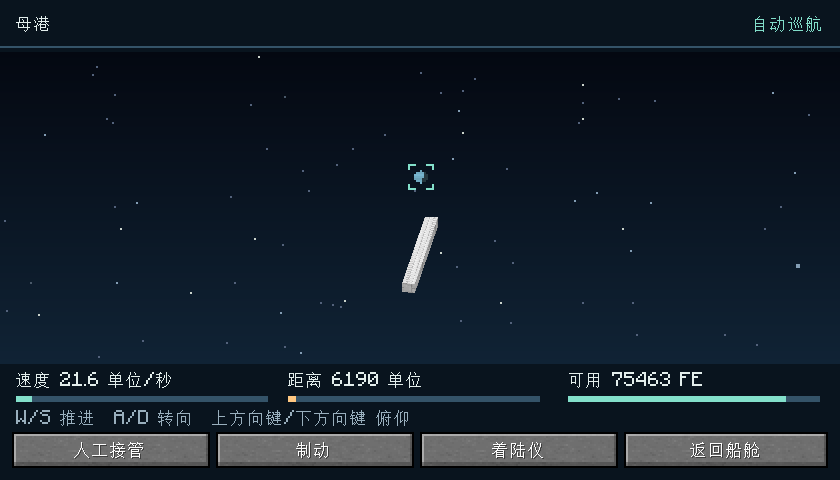 母港
自动巡航
速度 21.6 单位/秒
距离 6190 单位
可用 75463 FE
W/S 推进 A/D 转向 上方向键/下方向键 俯仰
人工接管
制动
着陆仪
返回船舱